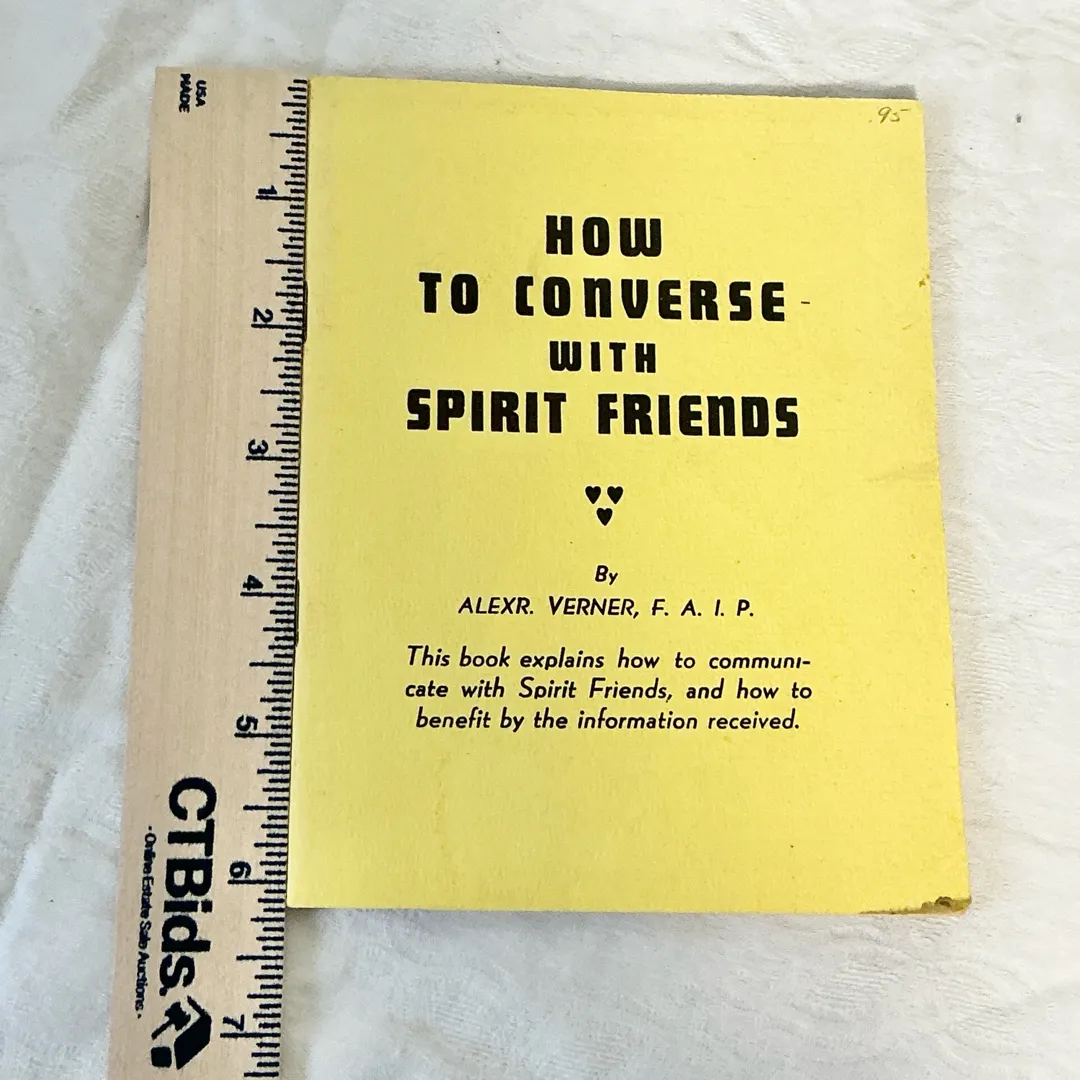 .95
HOW
TO CONVERSE-
WITH
SPIRIT FRIENDS
By
ALEXR. VERNER, F. A. I. P.
This book explains how to communi-
cate with Spirit Friends, and how to
benefit by the information received.
USA
MADE
1
2
3
4
5
6
7
CTBids.
- Online Estate Sale Auctions -